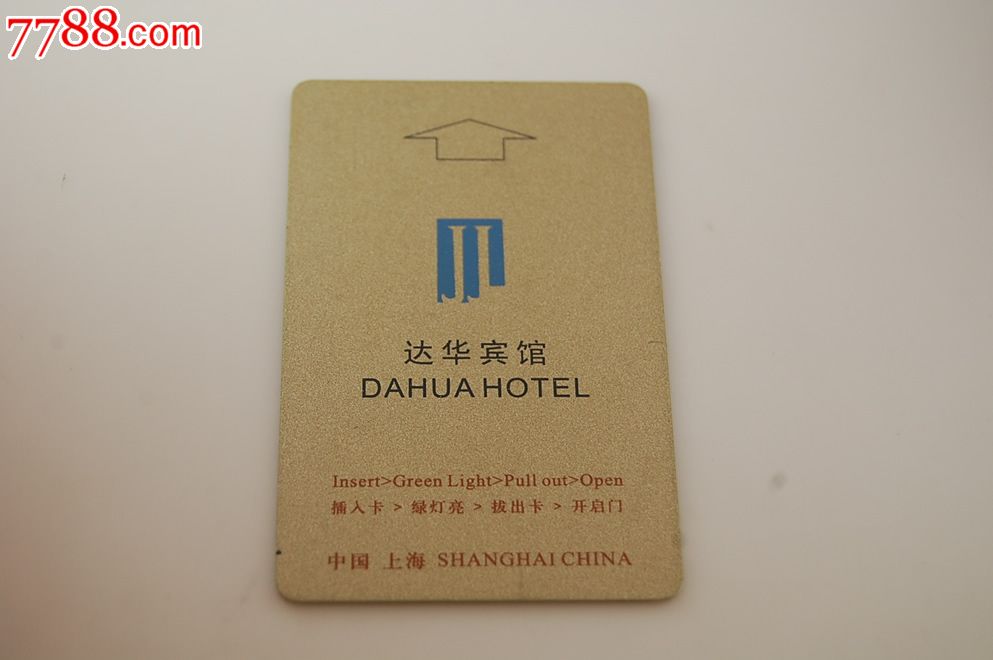 7788.com
达华宾馆
DAHUA HOTEL
Insert>Green Light>Pull out>Open
插入卡 > 绿灯亮 > 拔出卡 > 开启门
中国 上海 SHANGHAI CHINA